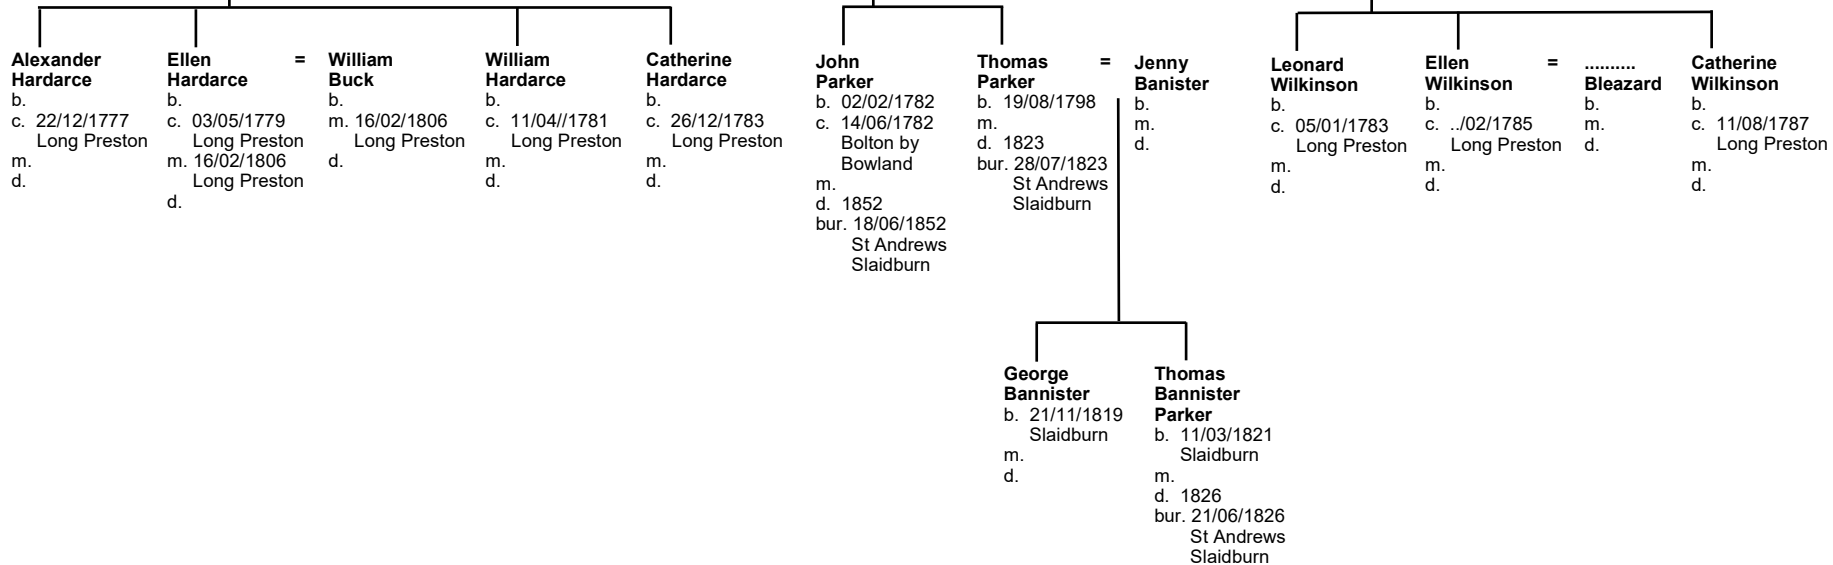 Alexander
Hardarce
b.
c. 22/12/1777
Long Preston
m.
d.
Ellen =
Hardarce
b.
c. 03/05/1779
Long Preston
m. 16/02/1806
Long Preston
d.
William
Buck
b.
m. 16/02/1806
Long Preston
d.
William
Hardarce
b.
c. 11/04//1781
Long Preston
m.
d.
Catherine
Hardarce
b.
c. 26/12/1783
Long Preston
m.
d.
John
Parker
b. 02/02/1782
c. 14/06/1782
Bolton by
Bowland
m.
d. 1852
bur. 18/06/1852
St Andrews
Slaidburn
Thomas =
Parker
b. 19/08/1798
m.
d. 1823
bur. 28/07/1823
St Andrews
Slaidburn
Jenny
Banister
b.
m.
d.
Leonard
Wilkinson
b.
c. 05/01/1783
Long Preston
m.
d.
Ellen =
Wilkinson
b.
c. ../02/1785
Long Preston
m.
d.
..........
Bleazard
b.
m.
d.
Catherine
Wilkinson
b.
c. 11/08/1787
Long Preston
m.
d.
George
Bannister
b. 21/11/1819
Slaidburn
m.
d.
Thomas
Bannister
Parker
b. 11/03/1821
Slaidburn
m.
d. 1826
bur. 21/06/1826
St Andrews
Slaidburn